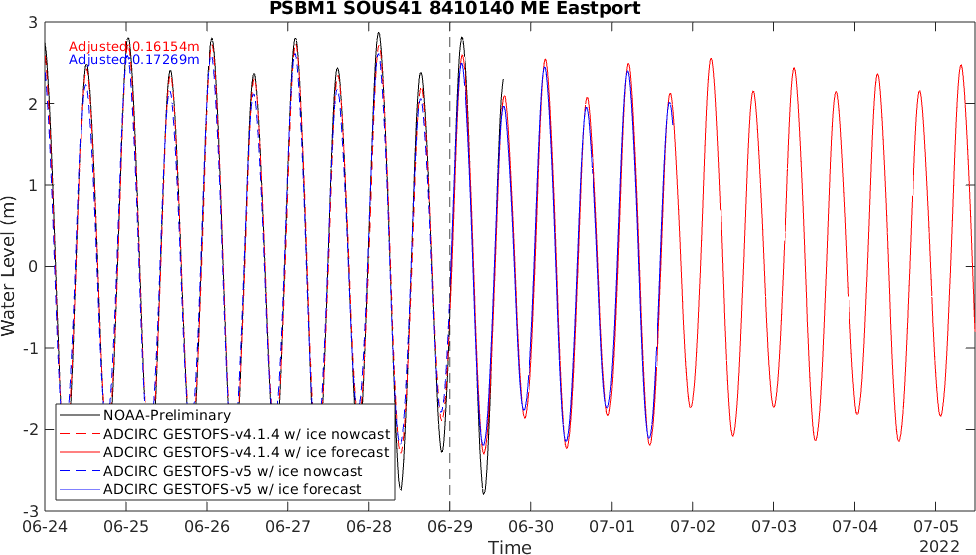 PSBM1 SOUS41 8410140 ME Eastport
3
2
1
0
-1
-2
-3
Water Level (m)
Adjusted:0.16154m
Adjusted:0.17269m
NOAA-Preliminary
ADCIRC GESTOFS-v4.1.4 w/ ice nowcast
ADCIRC GESTOFS-v4.1.4 w/ ice forecast
ADCIRC GESTOFS-v5 w/ ice nowcast
ADCIRC GESTOFS-v5 w/ ice forecast
06-24 06-25 06-26 06-27 06-28 06-29 06-30 07-01 07-02 07-03 07-04 07-05
Time
2022